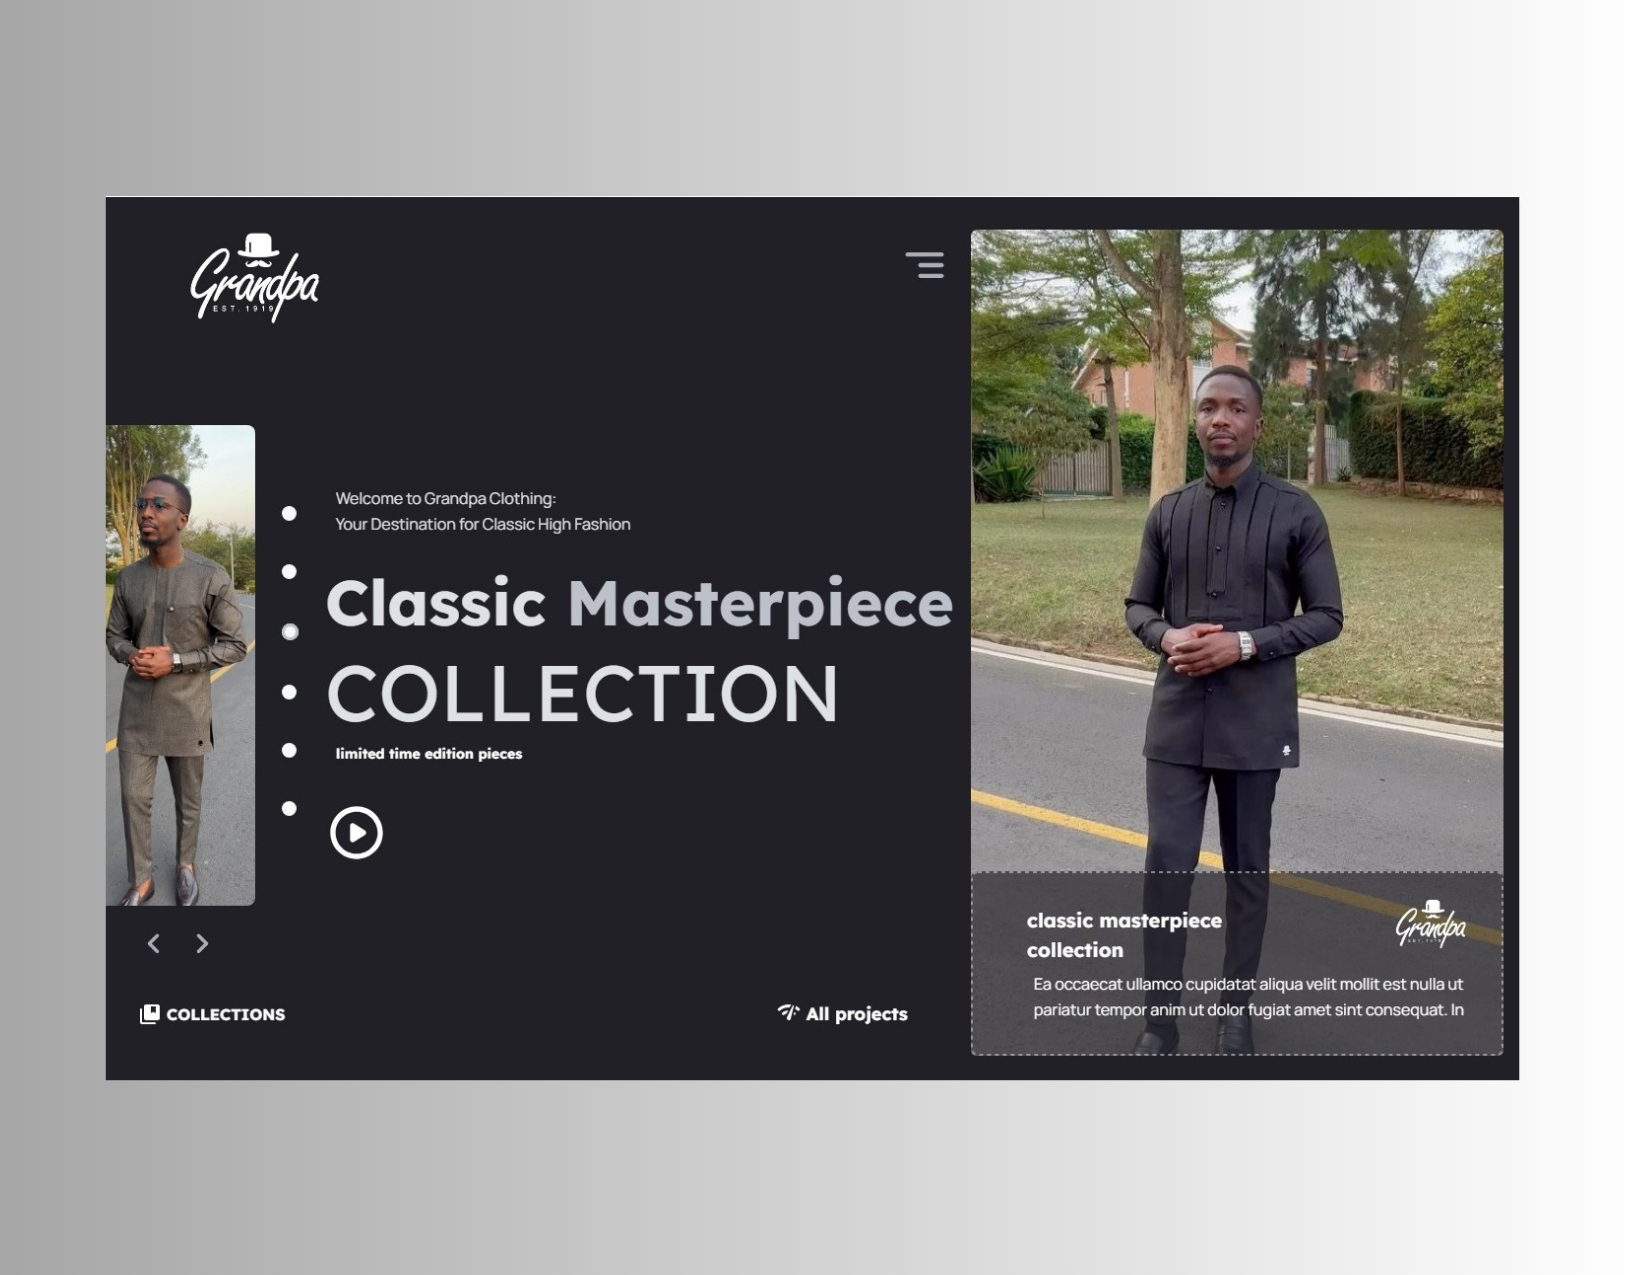 Grandpa
EST. 1919
Welcome to Grandpa Clothing:
Your Destination for Classic High Fashion
Classic Masterpiece
COLLECTION
limited time edition pieces
COLLECTIONS
All projects
classic masterpiece
collection
Grandpa
EST. 1919
Ea occaecat ullamco cupidatat aliqua velit mollit est nulla ut
pariatur tempor anim ut dolor fugiat amet sint consequat. In